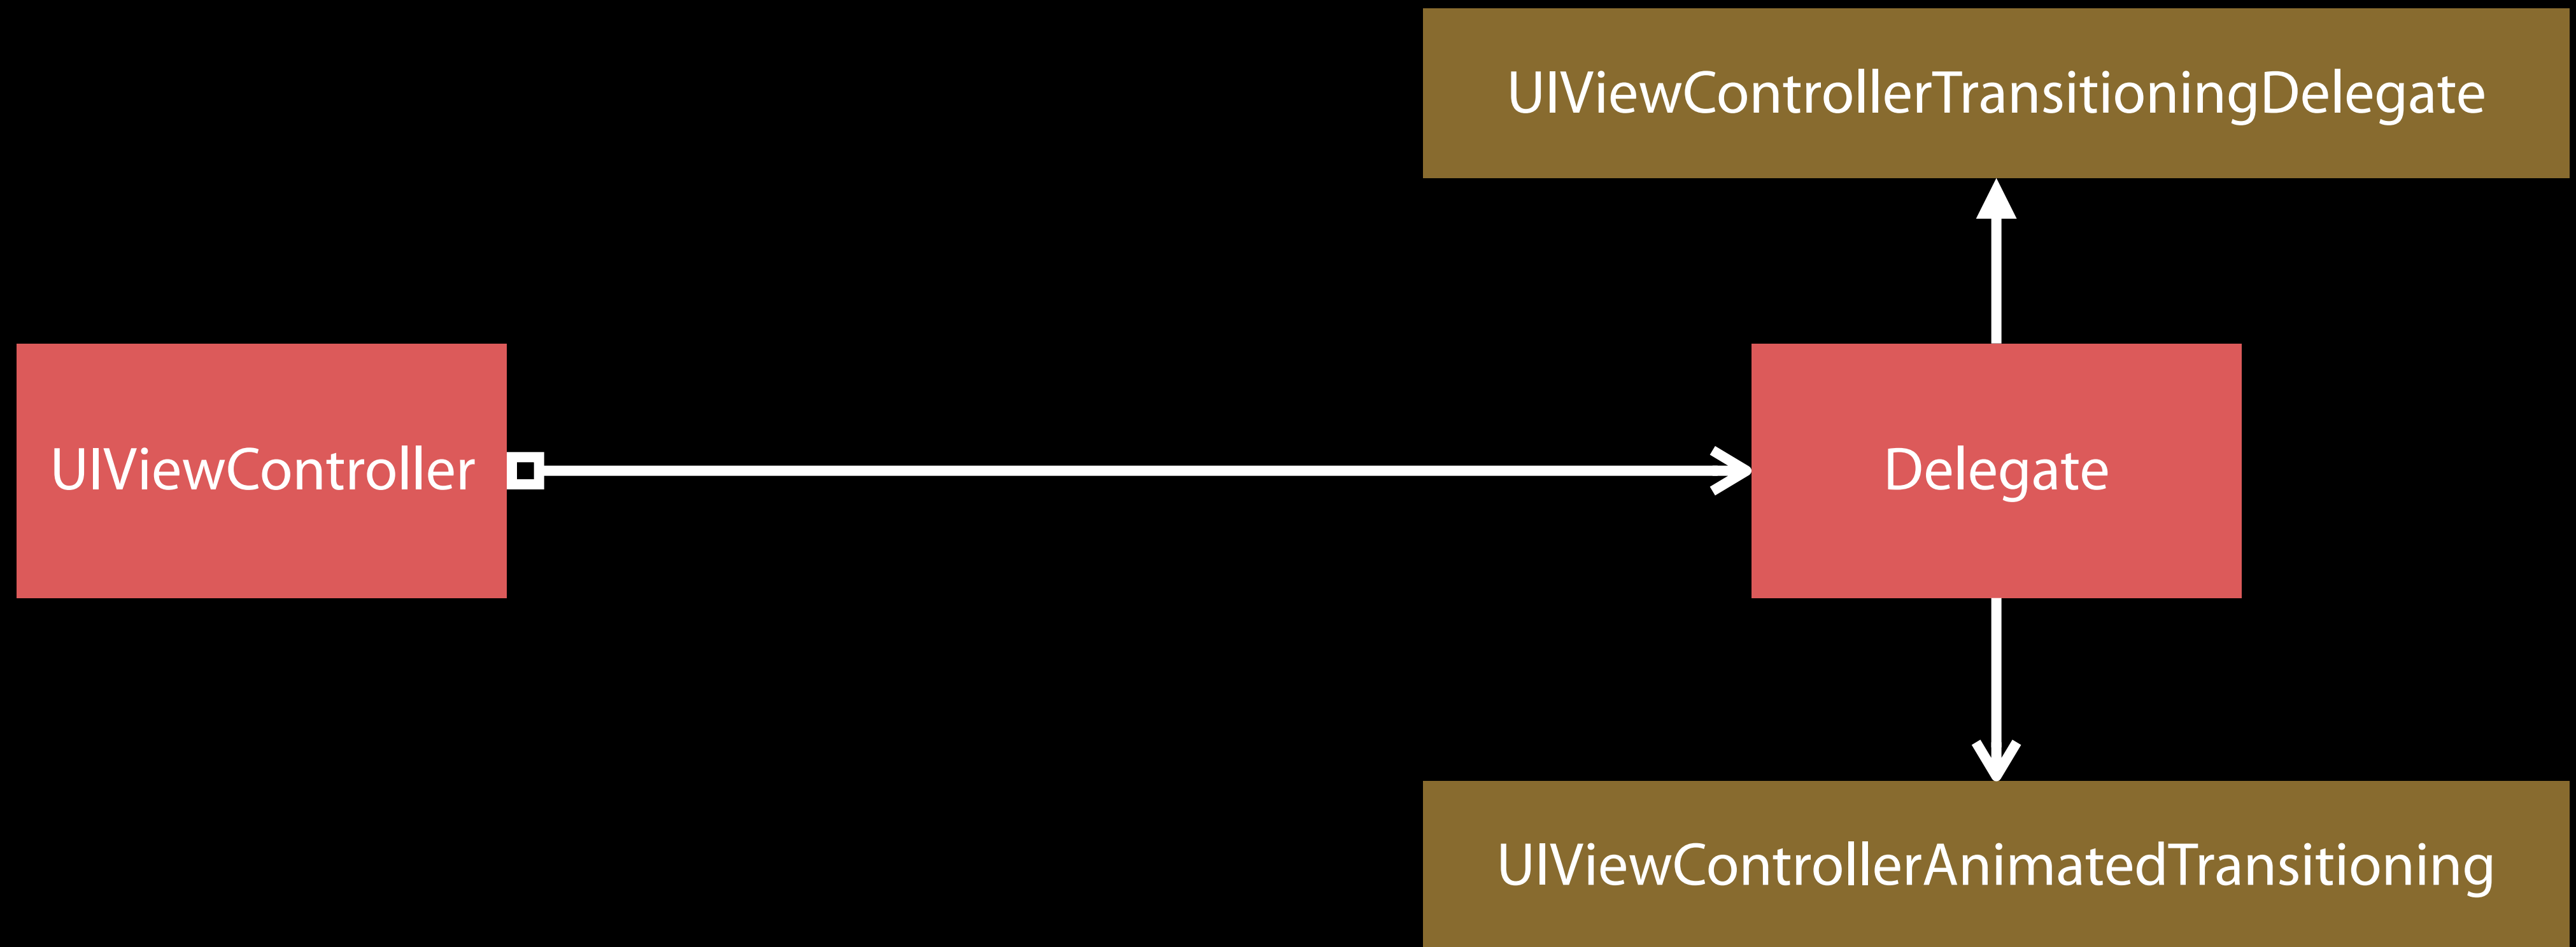 UIViewControllerTransitioningDelegate
UIViewController
Delegate
UIViewControllerAnimatedTransitioning